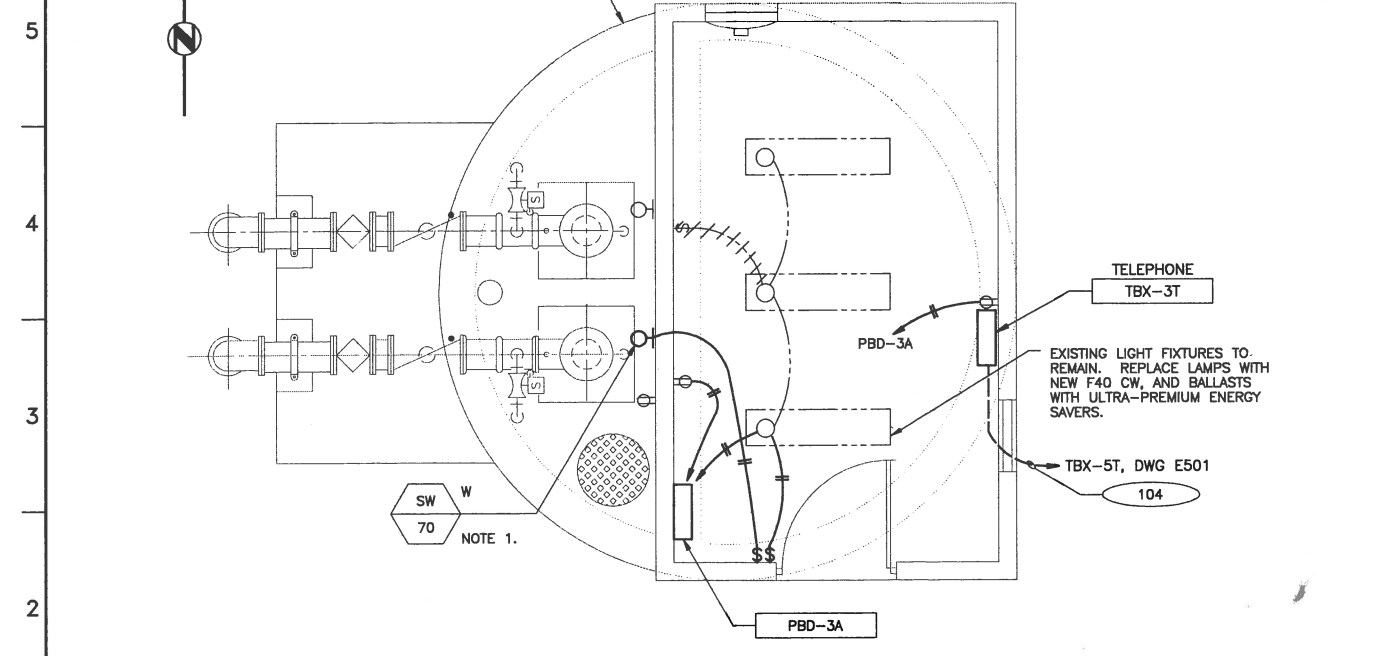 5
N
4
S
$
TELEPHONE
TBX-3T
PBD-3A
EXISTING LIGHT FIXTURES TO
REMAIN. REPLACE LAMPS WITH
NEW F40 CW, AND BALLASTS
WITH ULTRA-PREMIUM ENERGY
SAVERS.
3
S
TBX-5T, DWG E501
104
SW
70
W
NOTE 1.
$$
2
PBD-3A